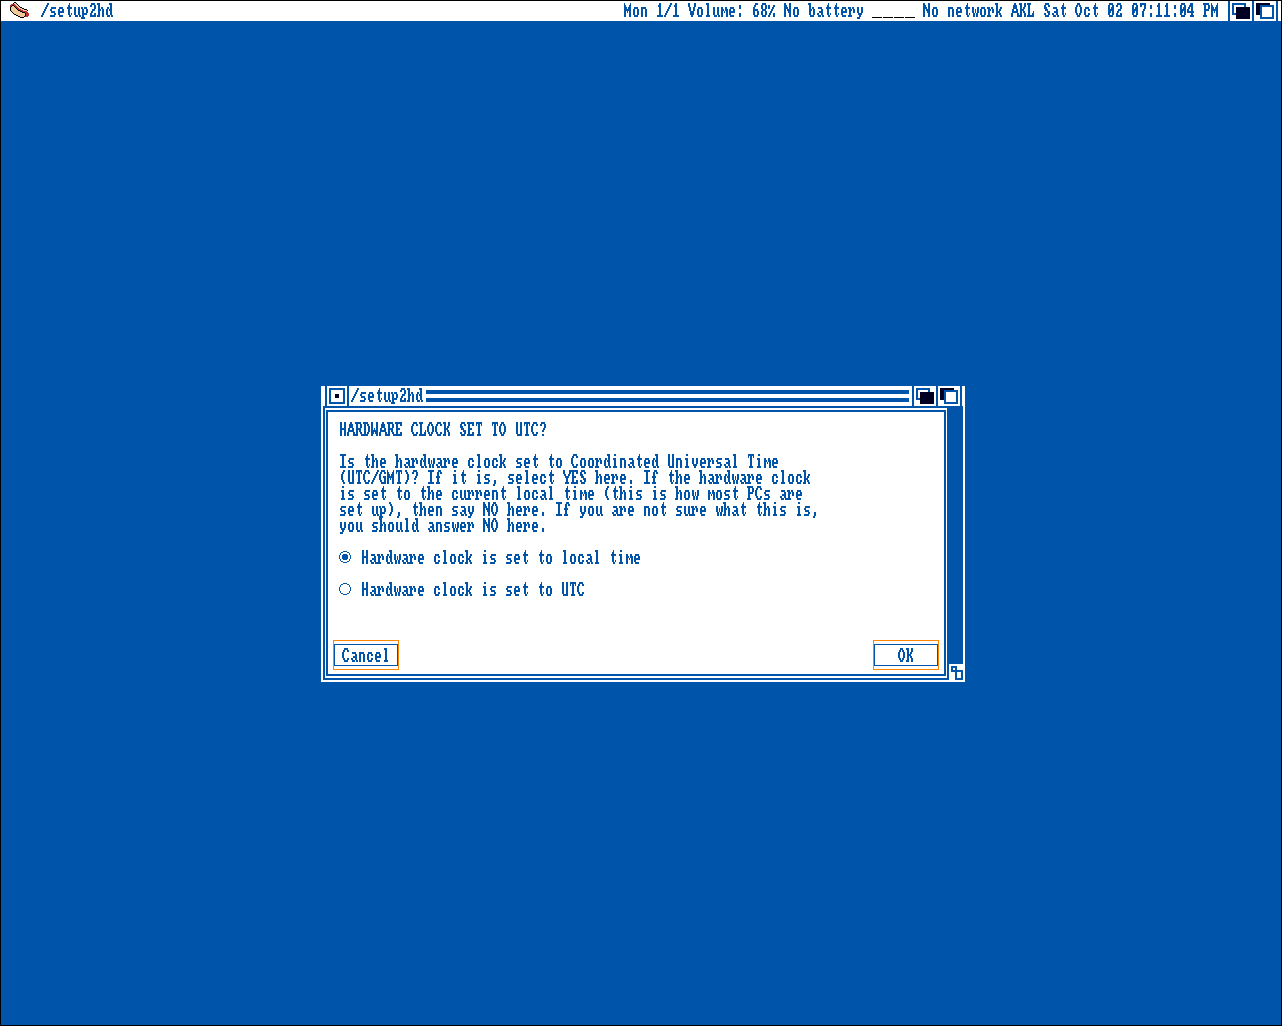 /setup2hd
Mon 1/1 Volume: 68% No battery ____ No network AKL Sat Oct 02 07:11:04 PM
/setup2hd
HARDWARE CLOCK SET TO UTC?
Is the hardware clock set to Coordinated Universal Time
(UTC/GMT)? If it is, select YES here. If the hardware clock
is set to the current local time (this is how most PCs are
set up), then say NO here. If you are not sure what this is,
you should answer NO here.
Hardware clock is set to local time
Hardware clock is set to UTC
Cancel
OK